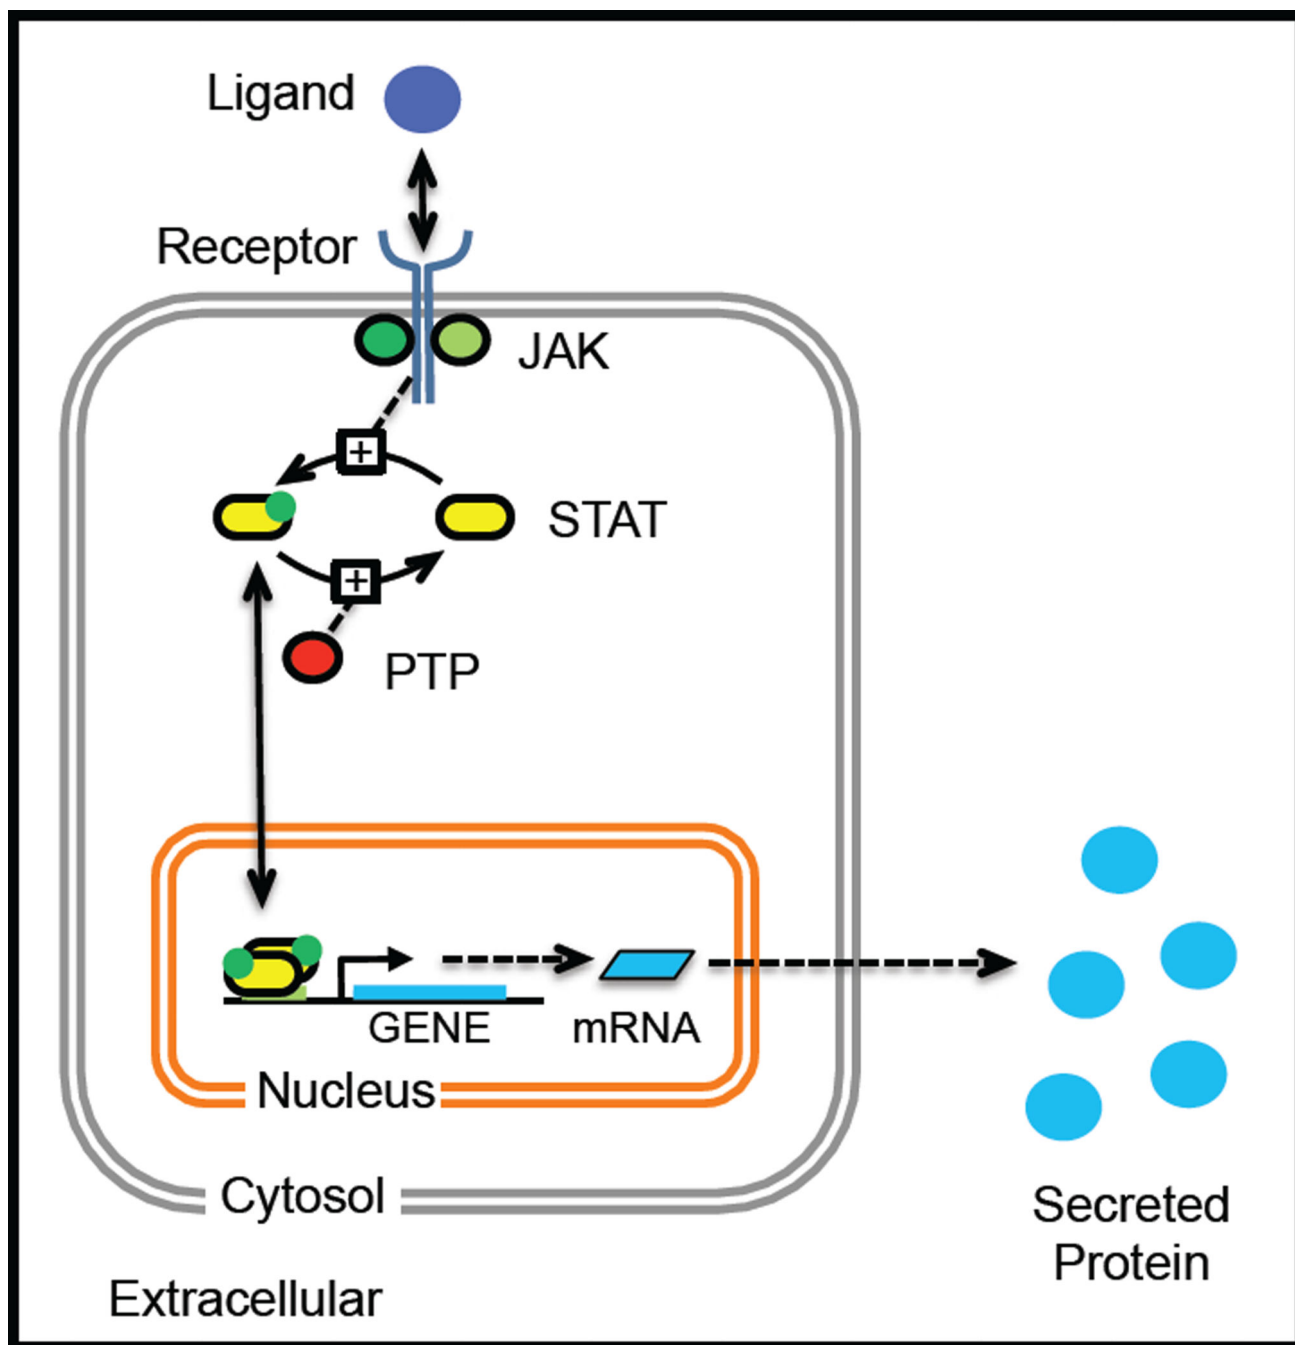 Ligand
Receptor
JAK
+
STAT
+
PTP
GENE
mRNA
Nucleus
Cytosol
Secreted
Protein
Extracellular